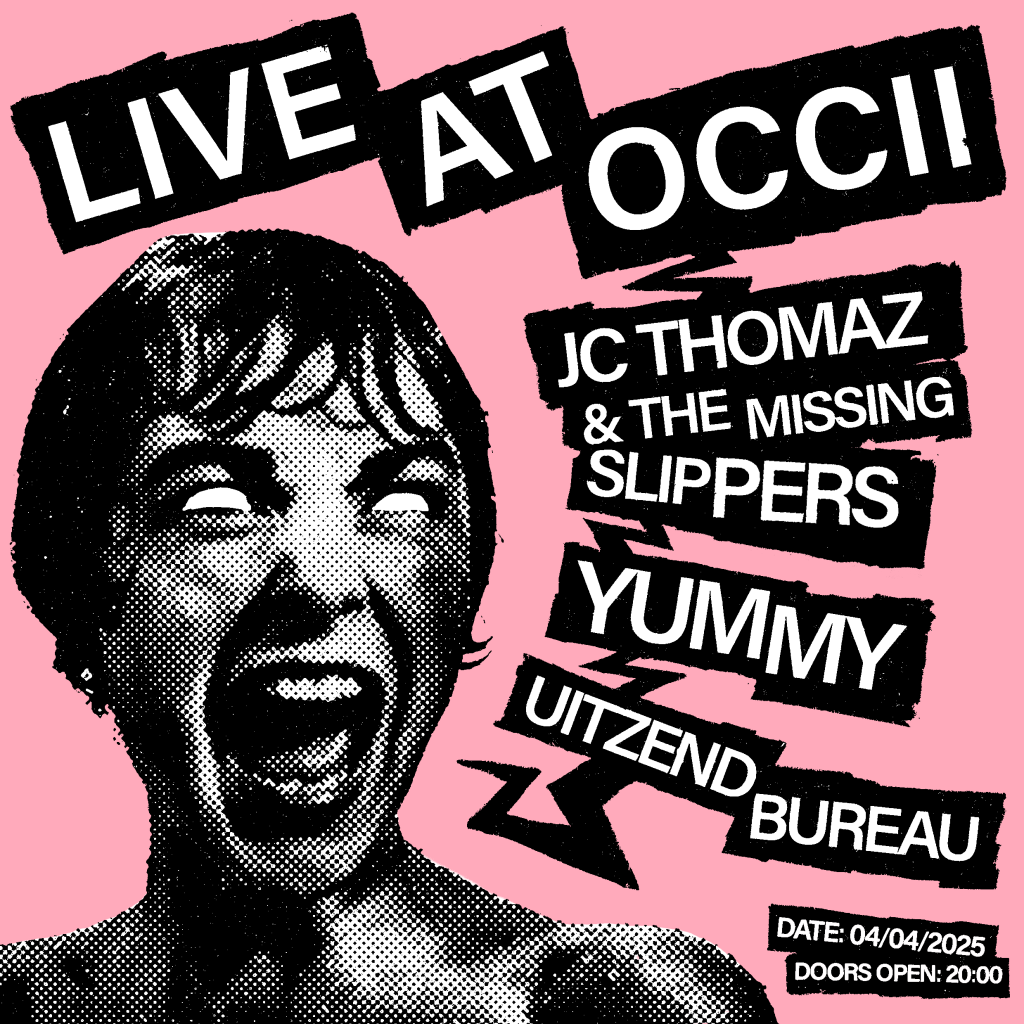 LIVE AT OCCII
JC THOMAZ
& THE MISSING
SLIPPERS
YUMMY
UITZEND
BUREAU
DATE: 04/04/2025
DOORS OPEN: 20:00